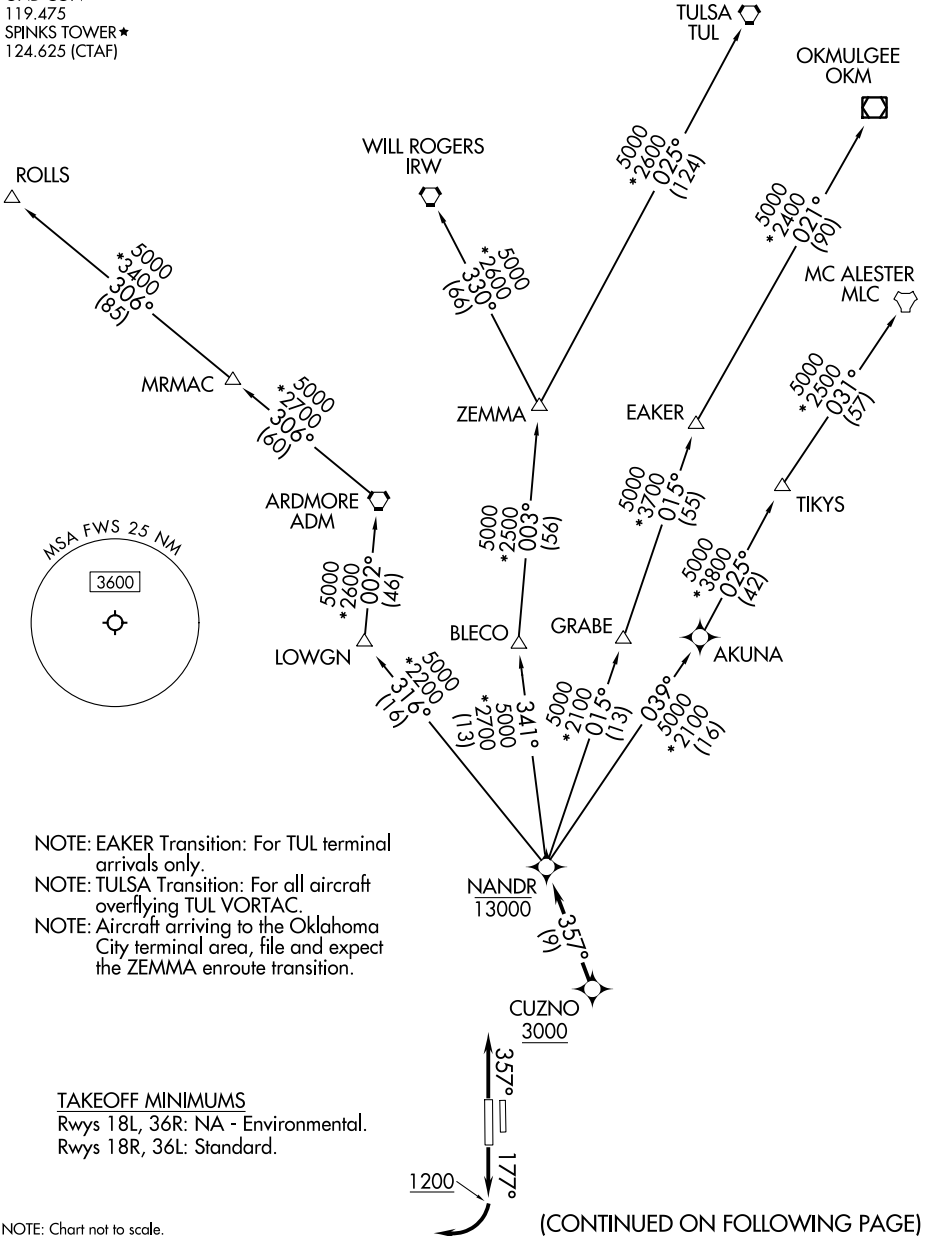 119.475
SPINKS TOWER★
124.625 (CTAF)
TULSA
TUL
OKMULGEE
OKM
WILL ROGERS
IRW
ROLLS
5000
*2600
025°
(124)
5000
*2400
021°
(90)
5000
*3400
306°
(85)
5000
*2600
330°
(66)
MC ALESTER
MLC
MRMAC
5000
*2700
306°
(60)
ZEMMA
EAKER
5000
*2500
031°
(57)
ARDMORE
ADM
5000
*2500
003°
(56)
5000
*3700
015°
(55)
TIKYS
MSA FWS 25 NM
3600
5000
*2600
002°
(46)
5000
*3800
025°
(42)
LOWGN
BLECO
GRABE
AKUNA
5000
*2200
316°
(16)
341°
5000
*2700
(13)
5000
*2100
015°
(13)
039°
5000
*2100
(16)
NOTE: EAKER Transition: For TUL terminal
arrivals only.
NOTE: TULSA Transition: For all aircraft
overflying TUL VORTAC.
NOTE: Aircraft arriving to the Oklahoma
City terminal area, file and expect
the ZEMMA enroute transition.
NANDR
13000
357°
(9)
CUZNO
3000
357°
177°
1200
TAKEOFF MINIMUMS
Rwys 18L, 36R: NA - Environmental.
Rwys 18R, 36L: Standard.
NOTE: Chart not to scale.
(CONTINUED ON FOLLOWING PAGE)